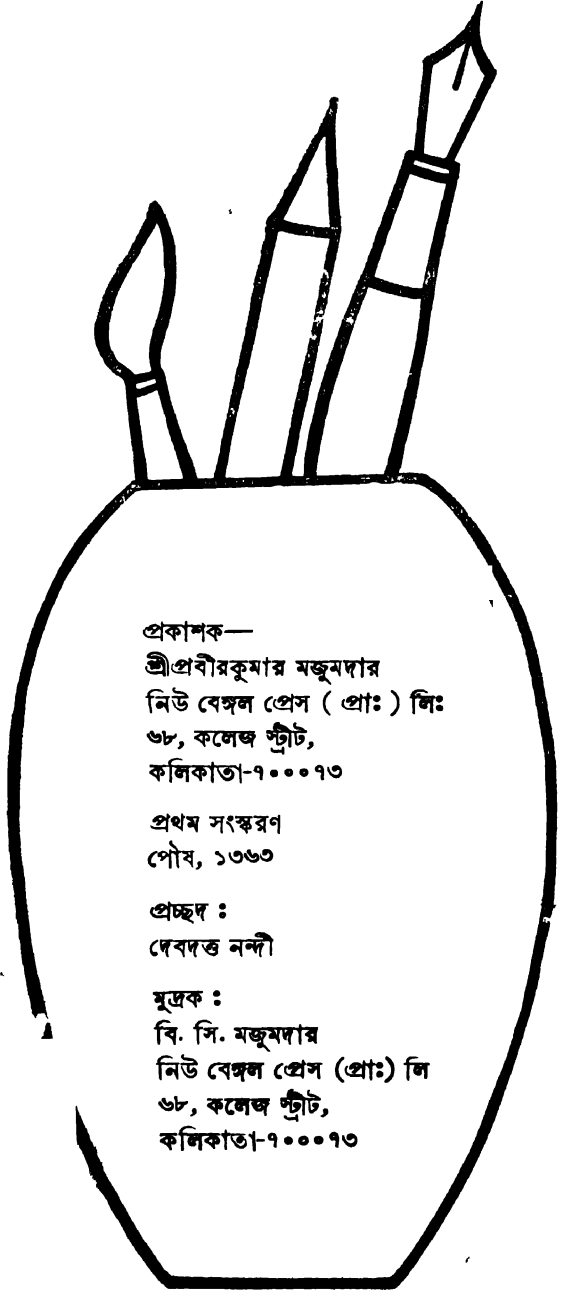 প্রকাশক—
শ্রীপ্রবীরকুমার মজুমদার
নিউ বেঙ্গল প্রেস ( প্রাঃ ) লিঃ
৬৮, কলেজ স্ট্রীট,
কলিকাতা-৭০০০৭৩
প্রথম সংস্করণ
পৌষ, ১৩৬৩
প্রচ্ছদ :
দেবদত্ত নন্দী
মুদ্রক :
বি. সি. মজুমদার
নিউ বেঙ্গল প্রেস (প্রাঃ) লি
৬৮, কলেজ স্ট্রীট,
কলিকাতা-৭০০০৭৩